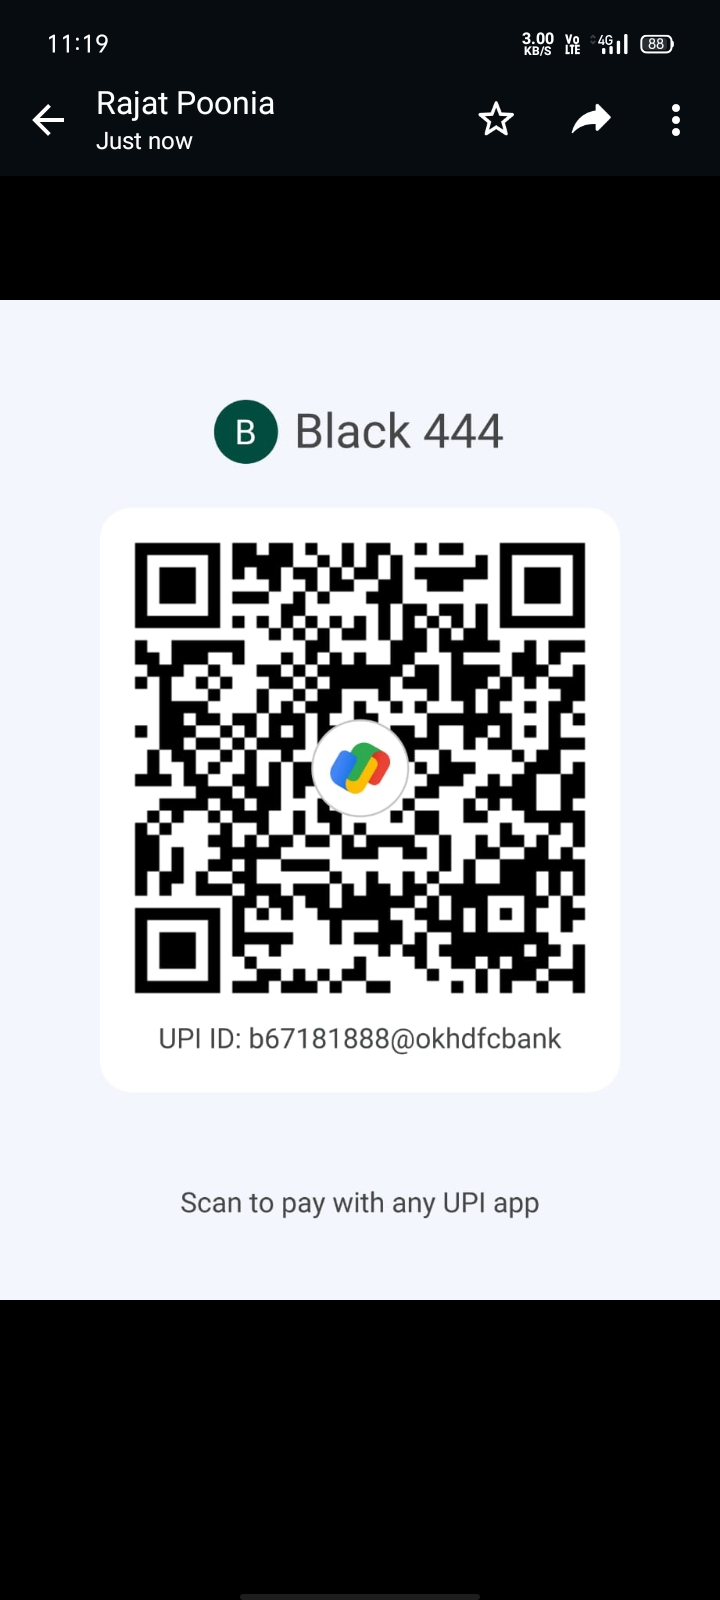 11:19
3.00 KB/S
Vo LTE
4G
88
Rajat Poonia
Just now
B
Black 444
UPI ID: b67181888@okhdfcbank
Scan to pay with any UPI app